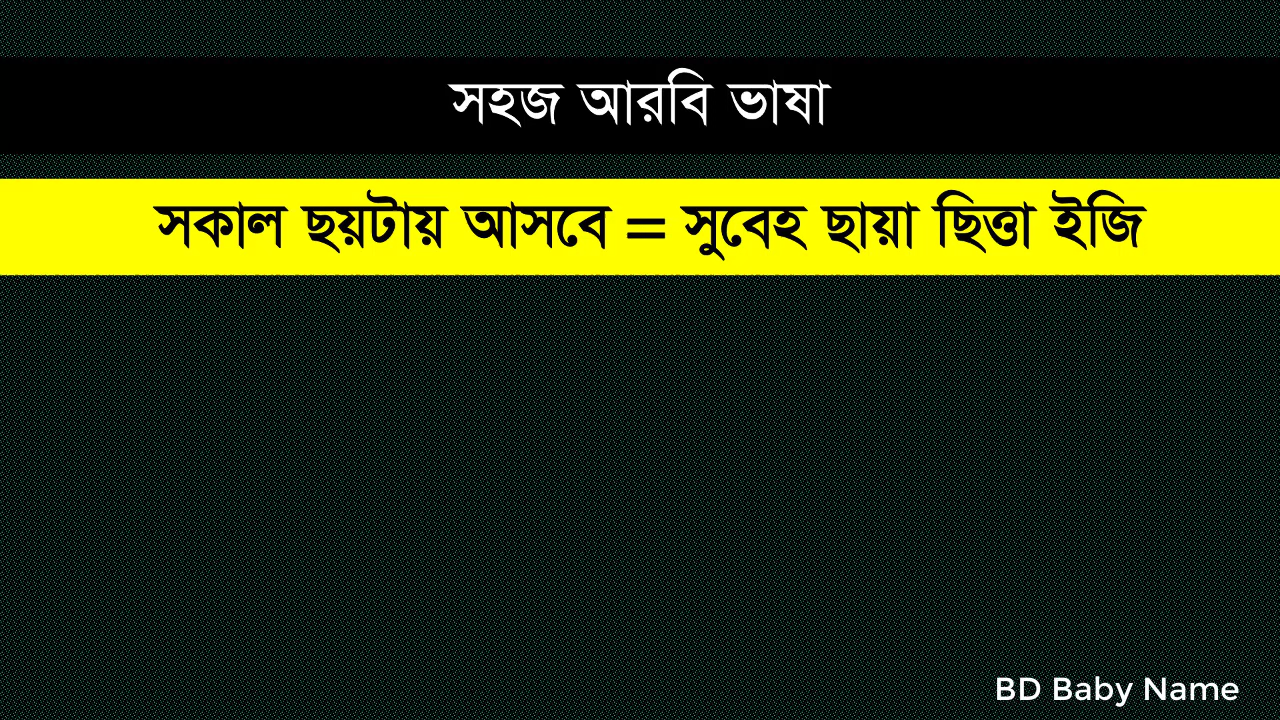 সহজ আরবি ভাষা
সকাল ছয়টায় আসবে = সুবেহ ছায়া ছিত্তা ইজি
BD Baby Name